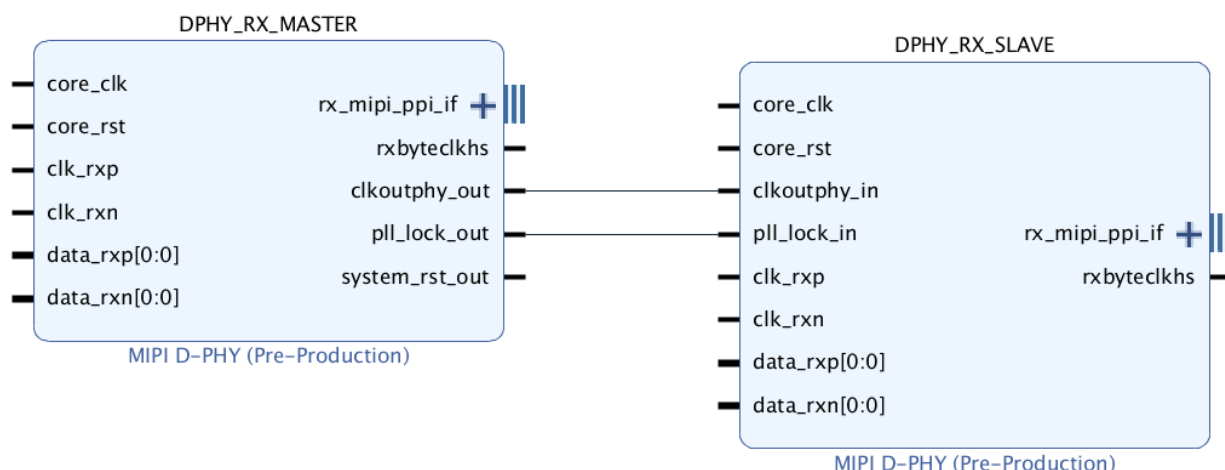 DPHY_RX_MASTER
core_clk
core_rst
clk_rxp
clk_rxn
data_rxp[0:0]
data_rxn[0:0]
rx_mipi_ppi_if
rxbyteclkhs
clkoutphy_out
pll_lock_out
system_rst_out
MIPI D-PHY (Pre-Production)
DPHY_RX_SLAVE
core_clk
core_rst
clkoutphy_in
pll_lock_in
clk_rxp
clk_rxn
data_rxp[0:0]
data_rxn[0:0]
rx_mipi_ppi_if
rxbyteclkhs
MIPI D-PHY (Pre-Production)